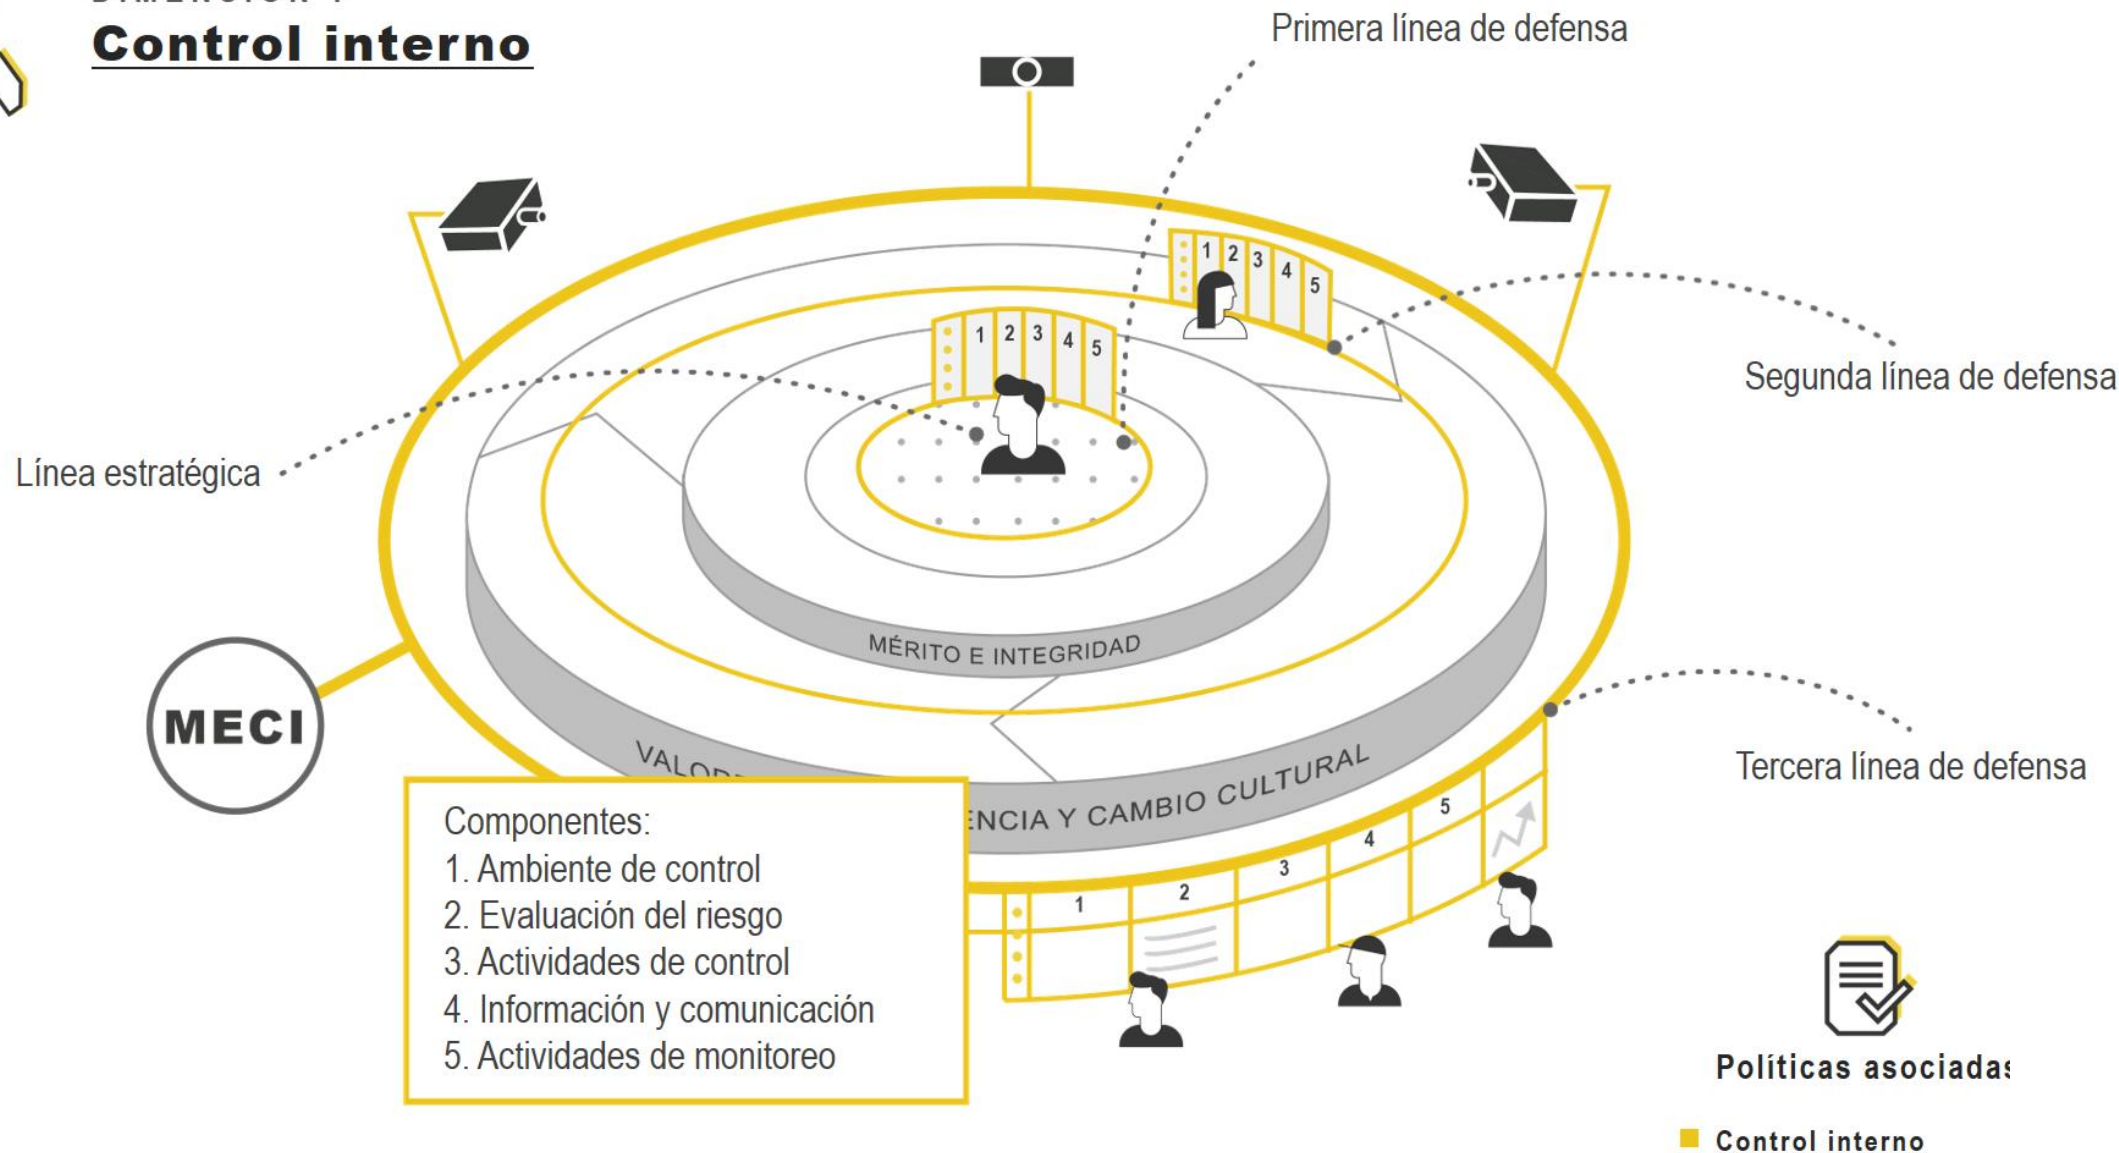 Control interno
Primera línea de defensa
1 2 3 4 5
1 2 3 4 5
Segunda línea de defensa
Línea estratégica
MÉRITO E INTEGRIDAD
MECI
Y CAMBIO CULTURAL
Tercera línea de defensa
1 2 3 4 5
Componentes:
1. Ambiente de control
2. Evaluación del riesgo
3. Actividades de control
4. Información y comunicación
5. Actividades de monitoreo
Políticas asociadas
Control interno